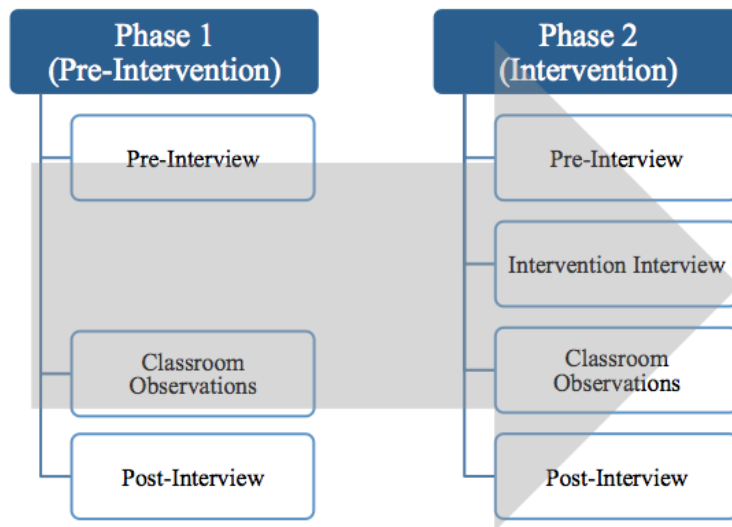 Phase 1
(Pre-Intervention)
Pre-Interview
Classroom
Observations
Post-Interview
Phase 2
(Intervention)
Pre-Interview
Intervention Interview
Classroom
Observations
Post-Interview